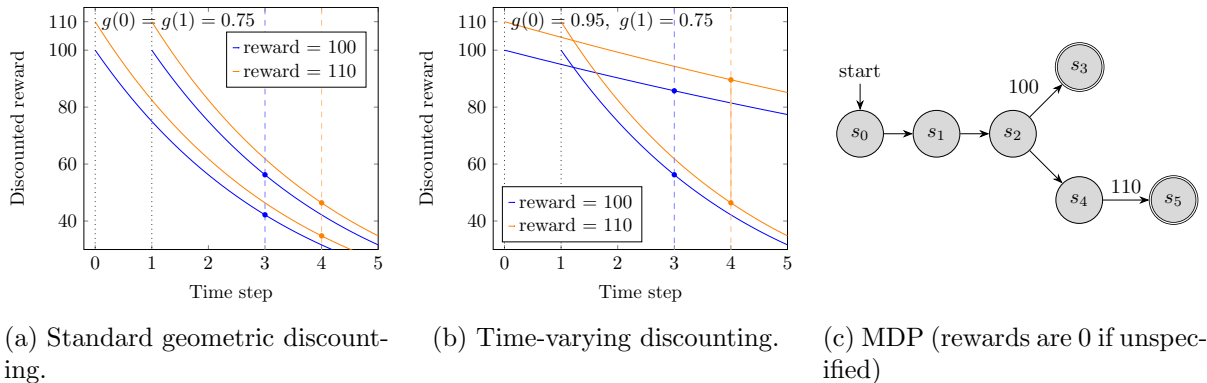 g(0) = g(1) = 0.75
110
100
80
60
40
Discounted reward
reward = 100
reward = 110
0 1 2 3 4 5
Time step
(a) Standard geometric discount-
ing.
g(0) = 0.95, g(1) = 0.75
110
100
80
60
40
Discounted reward
reward = 100
reward = 110
0 1 2 3 4 5
Time step
(b) Time-varying discounting.
start
s₀
s₁
s₂
100
s₃
s₄
110
s₅
(c) MDP (rewards are 0 if unspec-
ified)